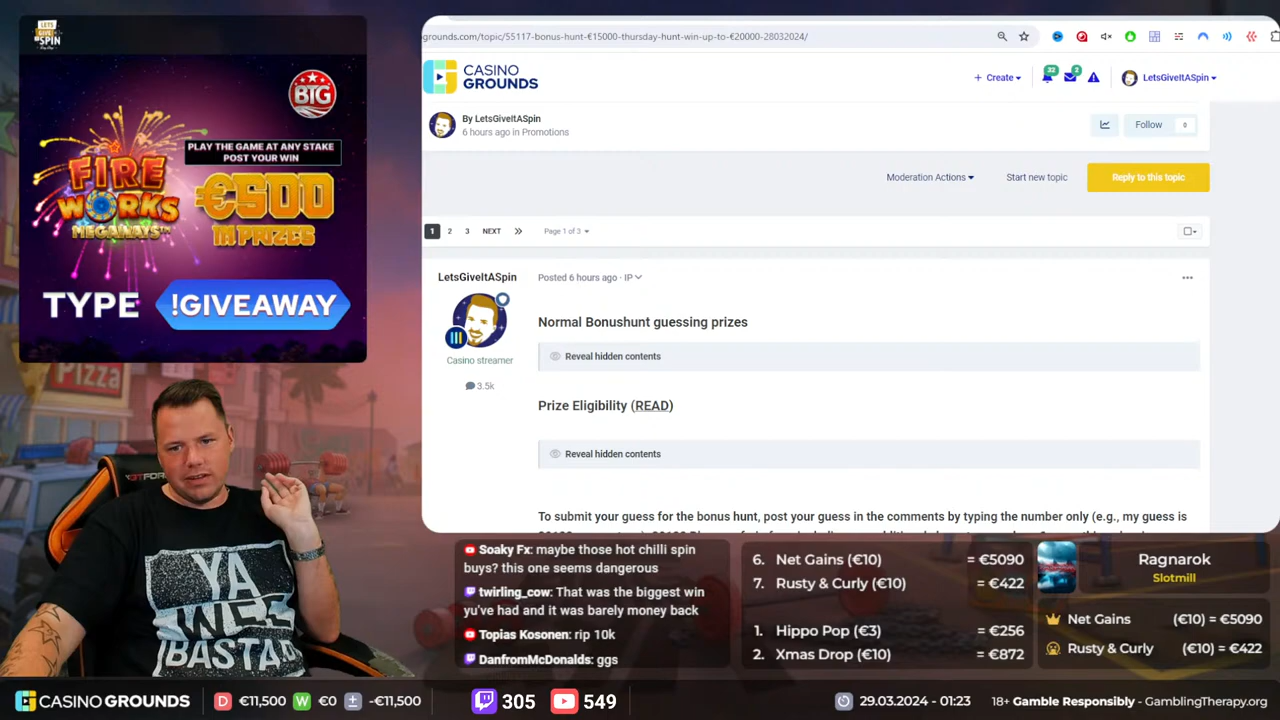 LETS
GIVE IT
SPIN
BIG
PLAY THE GAME AT ANY STAKE
POST YOUR WIN
FIRE
WORKS
MEGAWAYS™
€500
IN PRIZES
TYPE !GIVEAWAY
grounds.com/topic/55117-bonus-hunt-€15000-thursday-hunt-win-up-to-€20000-28032024/
CASINO
GROUNDS
+ Create
32
2
LetsGiveItASpin
By LetsGiveItASpin
6 hours ago in Promotions
Follow 0
Moderation Actions
Start new topic
Reply to this topic
1 2 3 NEXT
Page 1 of 3
LetsGiveItASpin
Posted 6 hours ago · IP
Normal Bonushunt guessing prizes
Reveal hidden contents
Casino streamer
3.5k
Prize Eligibility (READ)
Reveal hidden contents
To submit your guess for the bonus hunt, post your guess in the comments by typing the number only (e.g., my guess is
Pizza
YA
WEE
BASTAD
Soaky Fx: maybe those hot chilli spin
buys? this one seems dangerous
twirling_cow: That was the biggest win
yu've had and it was barely money back
Topias Kosonen: rip 10k
DanfromMcDonalds: ggs
6. Net Gains (€10) = €5090
7. Rusty & Curly (€10) = €422
1. Hippo Pop (€3) = €256
2. Xmas Drop (€10) = €872
Ragnarok
Slotmill
Net Gains (€10) = €5090
Rusty & Curly (€10) = €422
CASINOGROUNDS
D €11,500 W €0 ± -€11,500
305
549
29.03.2024 - 01:23
18+ Gamble Responsibly - GamblingTherapy.org